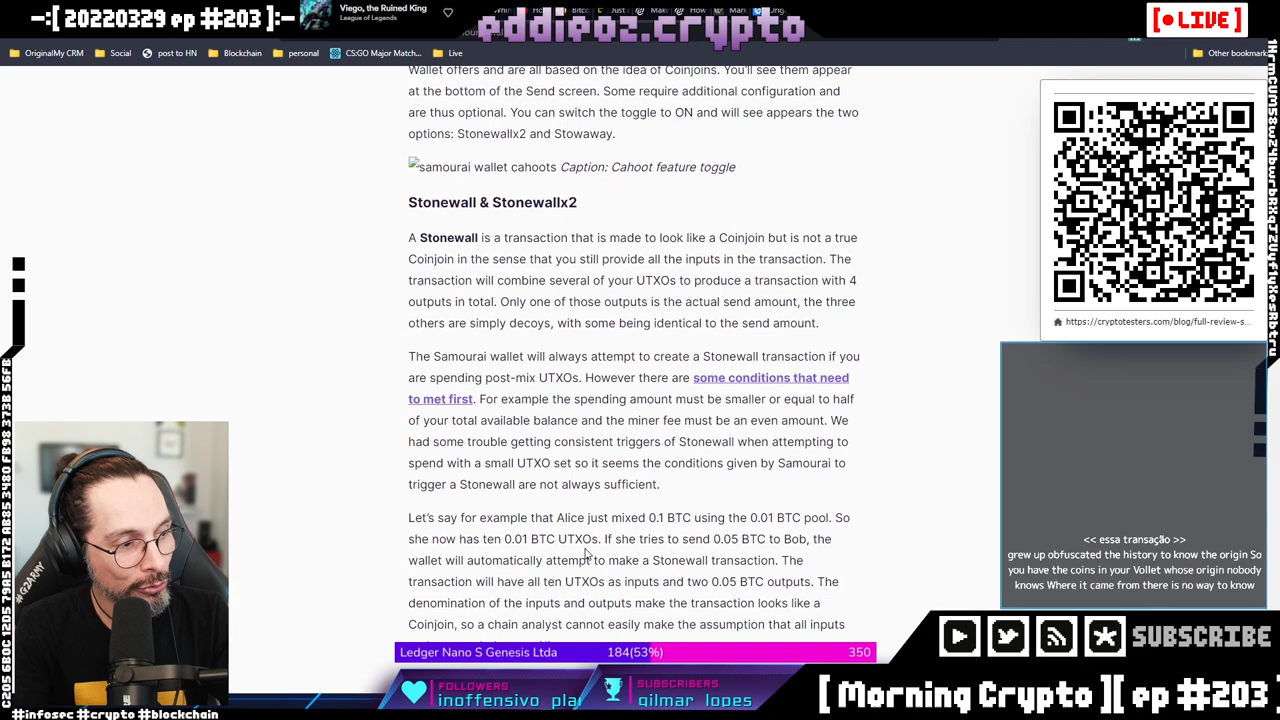 -:[ 20220329 ep #203 ]:-
Viego, the Ruined King
League of Legends
eddieoz.crypto
[● LIVE]
OriginalMy CRM
Social
post to HN
Blockchain
personal
CS:GO Major Match...
Live
Other bookmark
Wallet offers and are all based on the idea of Coinjoins. You'll see them appear
at the bottom of the Send screen. Some require additional configuration and
are thus optional. You can switch the toggle to ON and will see appears the two
options: Stonewallx2 and Stowaway.
samourai wallet cahoots Caption: Cahoot feature toggle
Stonewall & Stonewallx2
A Stonewall is a transaction that is made to look like a Coinjoin but is not a true
Coinjoin in the sense that you still provide all the inputs in the transaction. The
transaction will combine several of your UTXOs to produce a transaction with 4
outputs in total. Only one of those outputs is the actual send amount, the three
others are simply decoys, with some being identical to the send amount.
The Samourai wallet will always attempt to create a Stonewall transaction if you
are spending post-mix UTXOs. However there are some conditions that need
to met first. For example the spending amount must be smaller or equal to half
of your total available balance and the miner fee must be an even amount. We
had some trouble getting consistent triggers of Stonewall when attempting to
spend with a small UTXO set so it seems the conditions given by Samourai to
trigger a Stonewall are not always sufficient.
Let's say for example that Alice just mixed 0.1 BTC using the 0.01 BTC pool. So
she now has ten 0.01 BTC UTXOs. If she tries to send 0.05 BTC to Bob, the
wallet will automatically attempt to make a Stonewall transaction. The
transaction will have all ten UTXOs as inputs and two 0.05 BTC outputs. The
denomination of the inputs and outputs make the transaction looks like a
Coinjoin, so a chain analyst cannot easily make the assumption that all inputs
https://cryptotesters.com/blog/full-review-s...
<< essa transação >>
grew up obfuscated the history to know the origin So
you have the coins in your Vollet whose origin nobody
knows Where it came from there is no way to know
Ledger Nano S Genesis Ltda 184(53%) 350
FOLLOWERS
inoffensivo_pla
SUBSCRIBERS
gilmar_lopes
SUBSCRIBE
[ Morning Crypto ][ ep #203
#infosec #crypto #blockchain